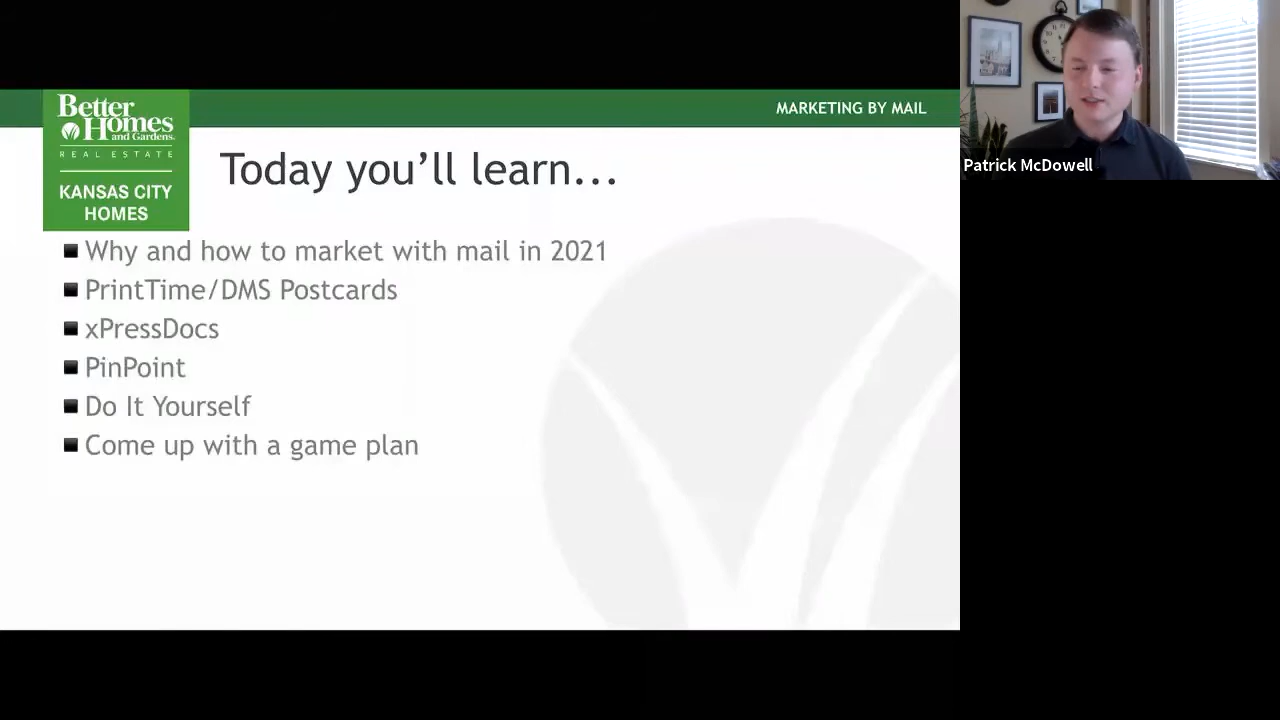 Better
Homes
and Gardens
REAL ESTATE
KANSAS CITY
HOMES
MARKETING BY MAIL
Today you’ll learn...
Why and how to market with mail in 2021
PrintTime/DMS Postcards
xPressDocs
PinPoint
Do It Yourself
Come up with a game plan
Patrick McDowell